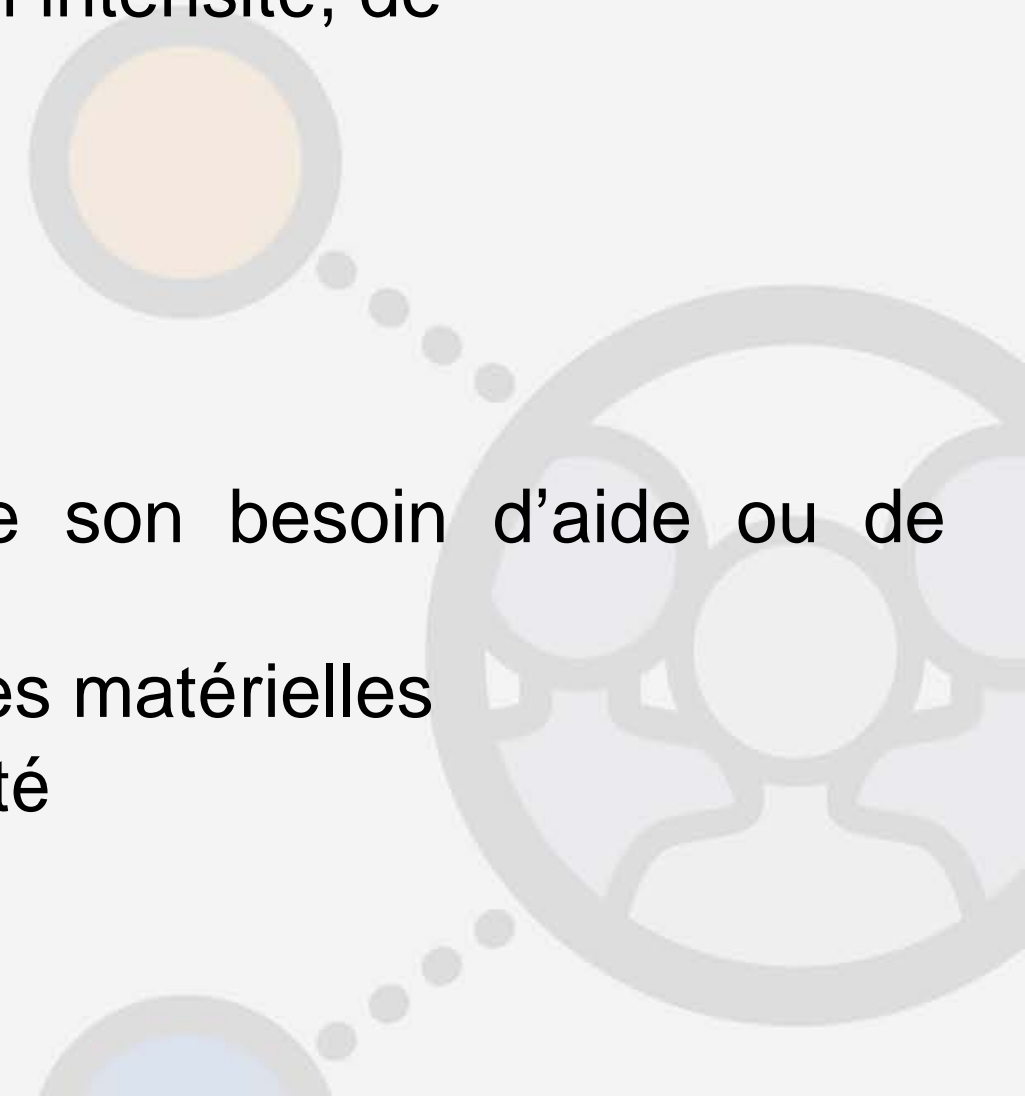 intensité, de
e son besoin d’aide ou de
es matérielles
té